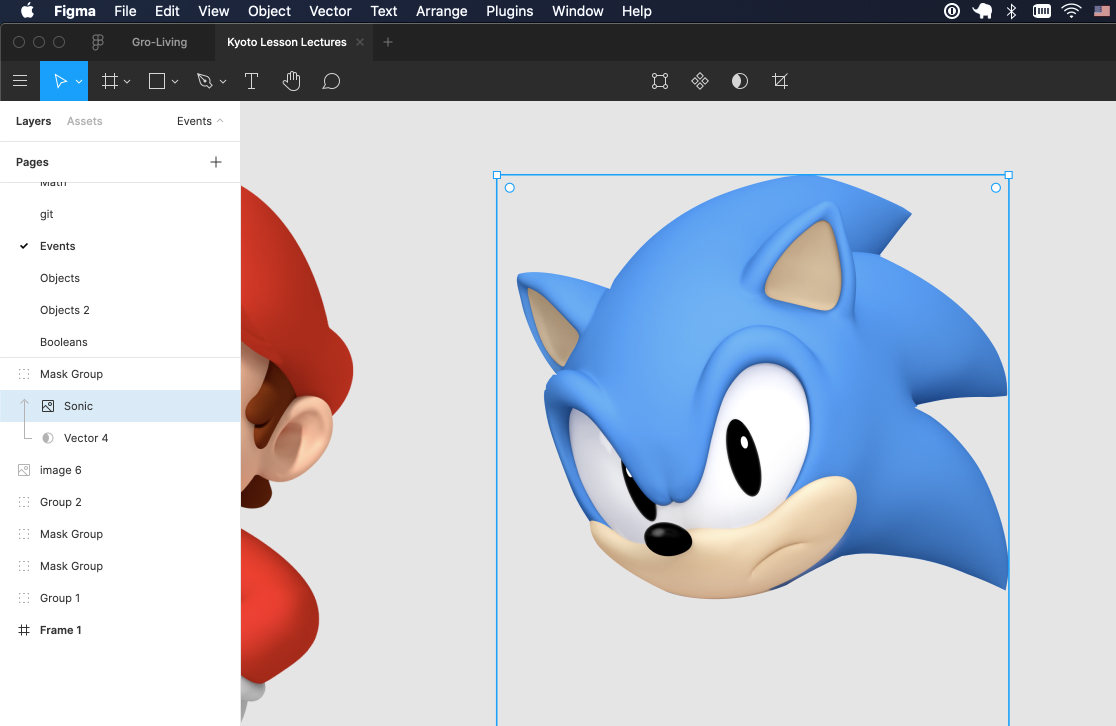 Figma File Edit View Object Vector Text Arrange Plugins Window Help
Gro-Living Kyoto Lesson Lectures
Layers Assets Events
Pages
Math
git
Events
Objects
Objects 2
Booleans
Mask Group
Sonic
Vector 4
image 6
Group 2
Mask Group
Mask Group
Group 1
Frame 1